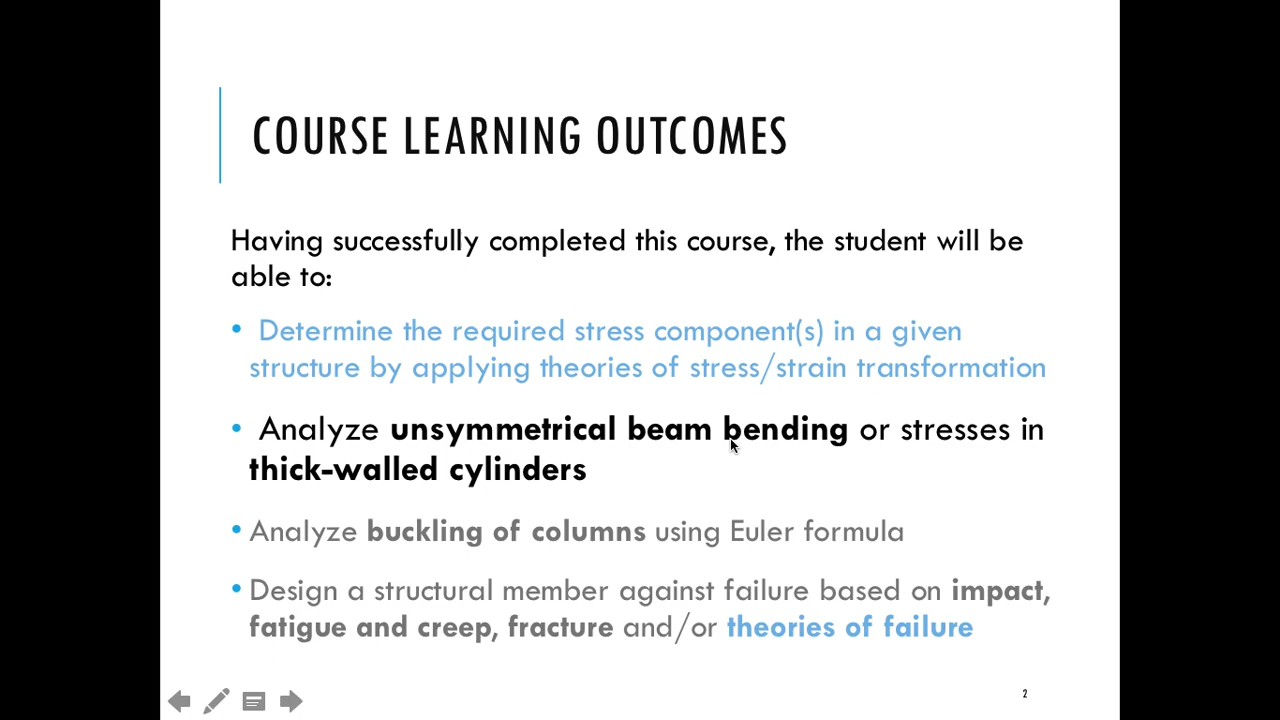 COURSE LEARNING OUTCOMES
Having successfully completed this course, the student will be
able to:
• Determine the required stress component(s) in a given
structure by applying theories of stress/strain transformation
• Analyze unsymmetrical beam bending or stresses in
thick-walled cylinders
• Analyze buckling of columns using Euler formula
• Design a structural member against failure based on impact,
fatigue and creep, fracture and/or theories of failure
2